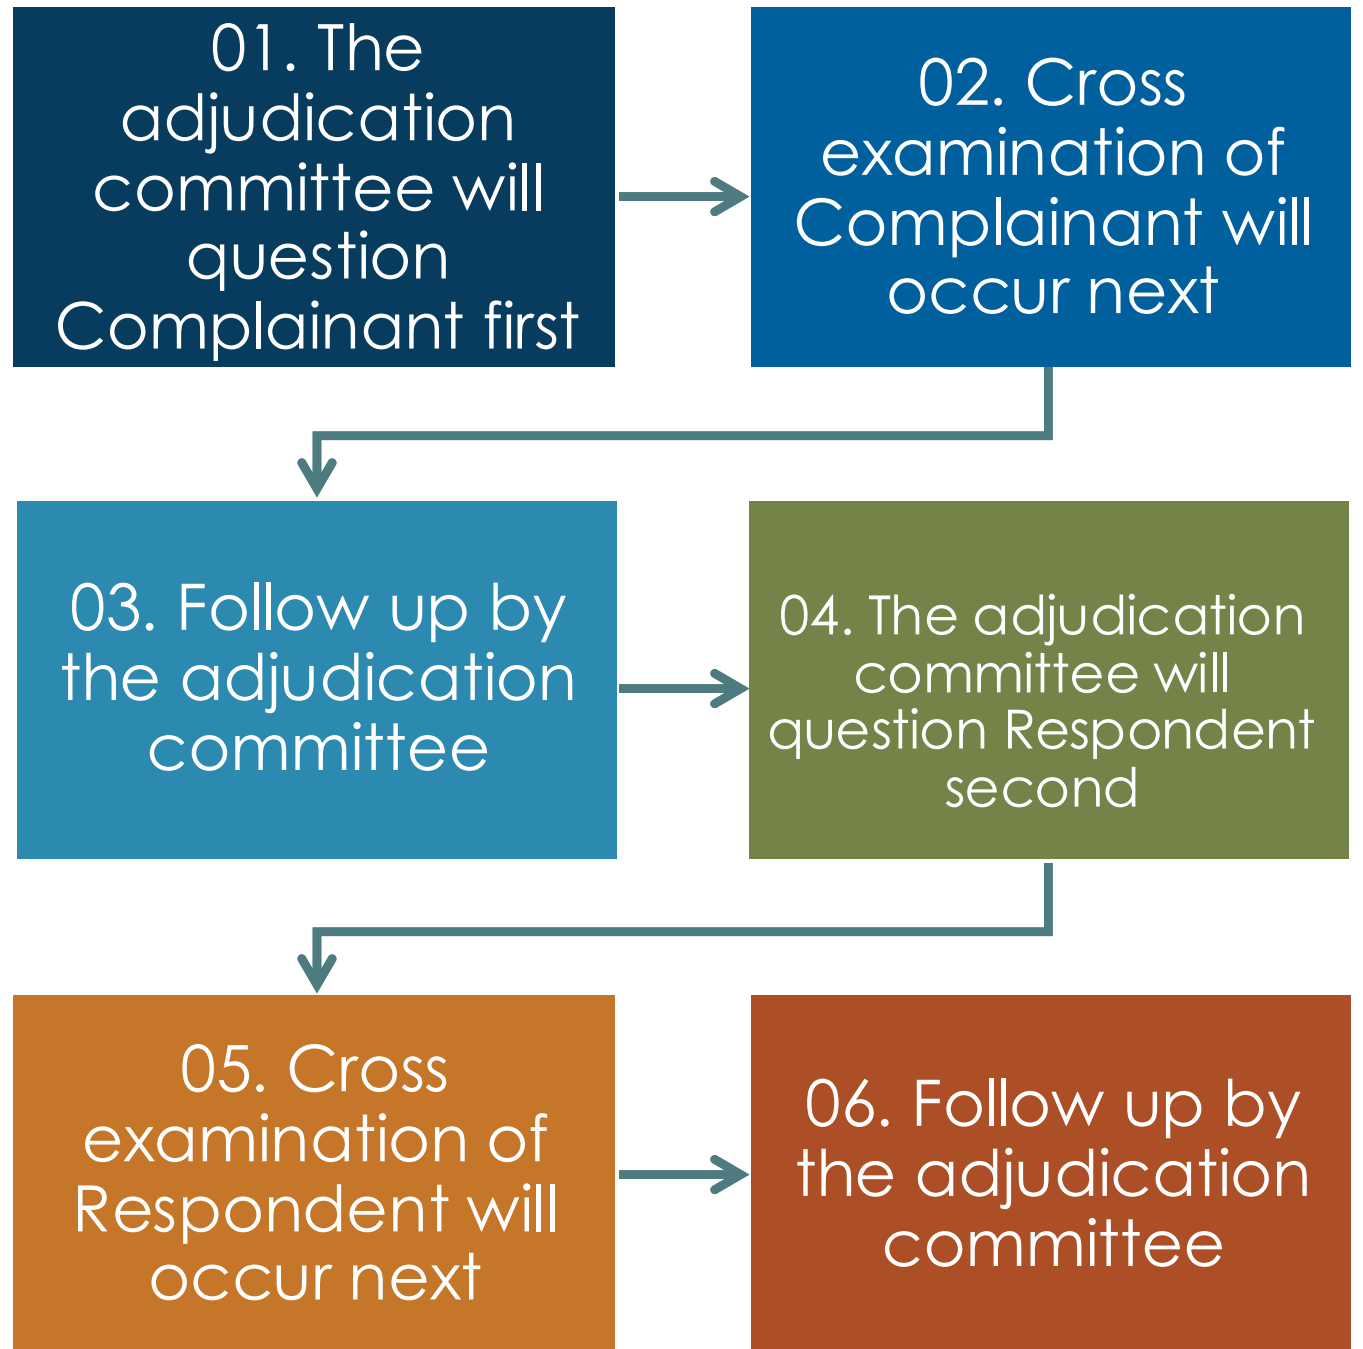 01. The
adjudication
committee will
question
Complainant first
02. Cross
examination of
Complainant will
occur next
03. Follow up by
the adjudication
committee
04. The adjudication
committee will
question Respondent
second
05. Cross
examination of
Respondent will
occur next
06. Follow up by
the adjudication
committee